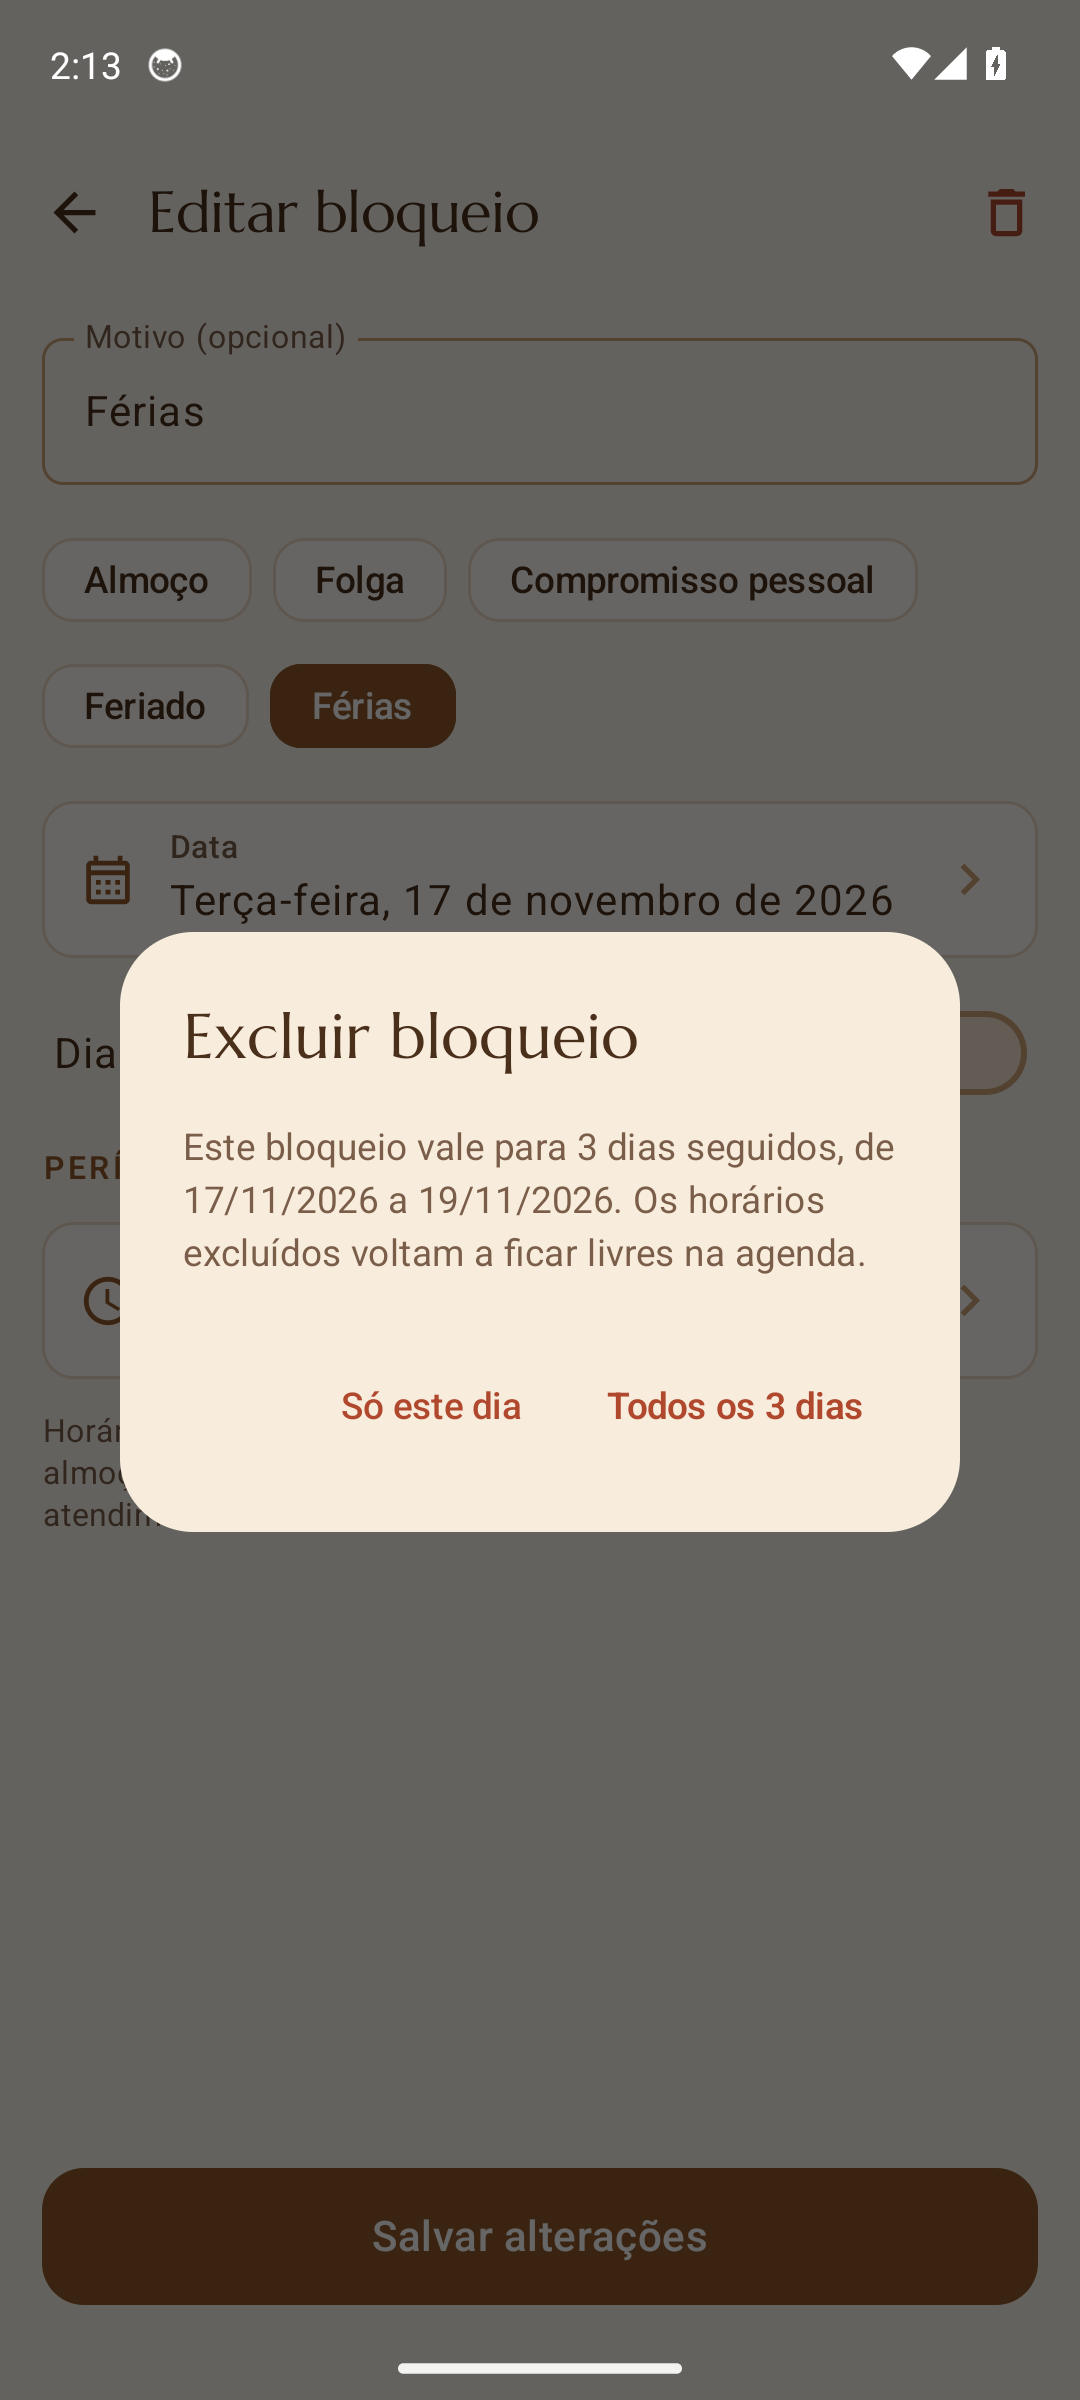 2:13
Editar bloqueio
Motivo (opcional)
Férias
Almoço
Folga
Compromisso pessoal
Feriado
Férias
Data
Terça-feira, 17 de novembro de 2026
Dia
Excluir bloqueio
Este bloqueio vale para 3 dias seguidos, de
17/11/2026 a 19/11/2026. Os horários
excluídos voltam a ficar livres na agenda.
Só este dia
Todos os 3 dias
Salvar alterações